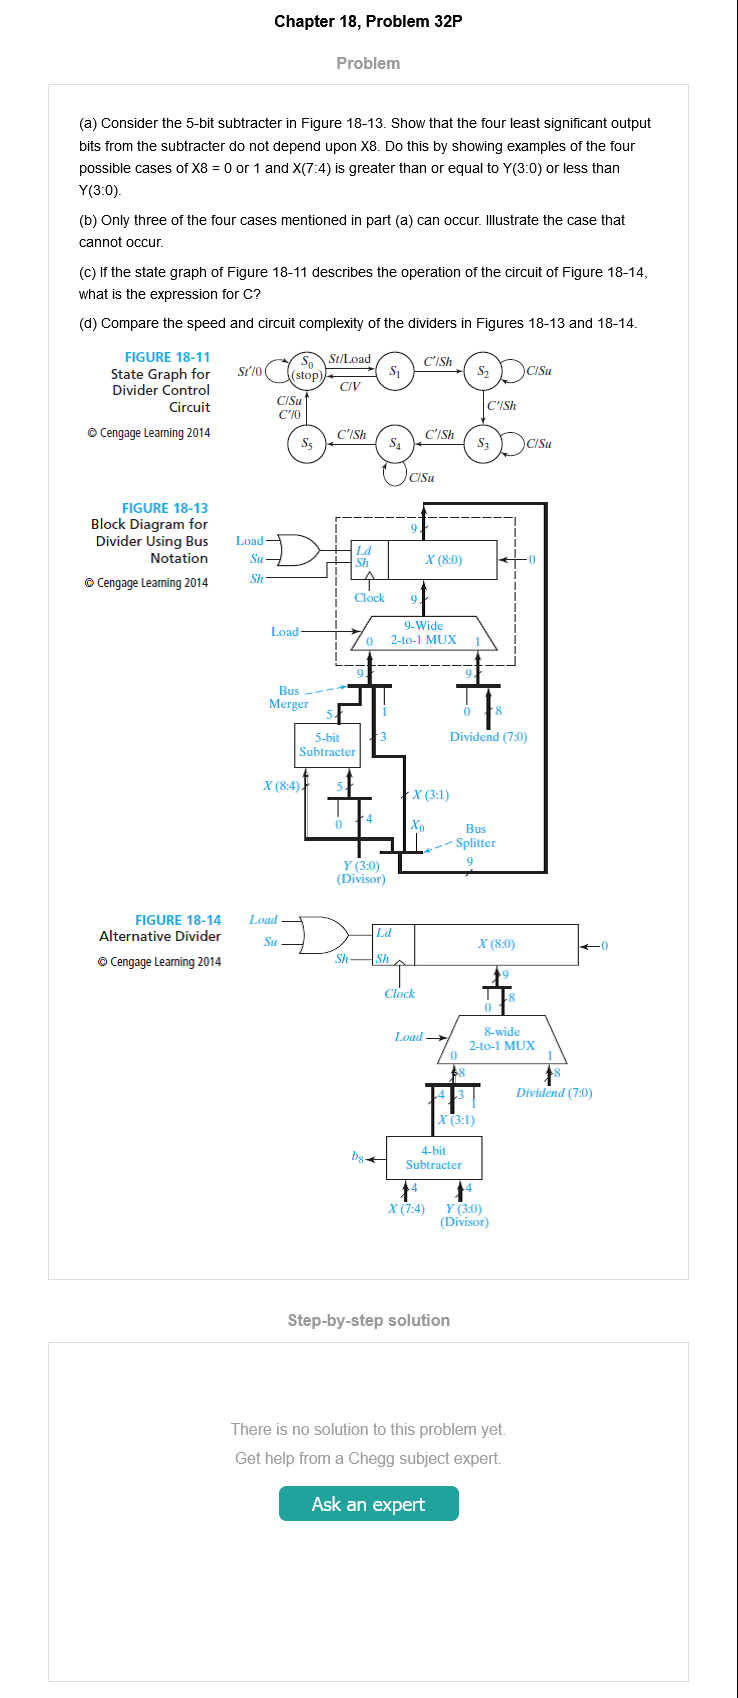 Chapter 18, Problem 32P
Problem
(a) Consider the 5-bit subtracter in Figure 18-13. Show that the four least significant output
bits from the subtracter do not depend upon X8. Do this by showing examples of the four
possible cases of X8 = 0 or 1 and X(7:4) is greater than or equal to Y(3:0) or less than
Y(3:0).
(b) Only three of the four cases mentioned in part (a) can occur. Illustrate the case that
cannot occur.
(c) If the state graph of Figure 18-11 describes the operation of the circuit of Figure 18-14,
what is the expression for C?
(d) Compare the speed and circuit complexity of the dividers in Figures 18-13 and 18-14.
FIGURE 18-11
State Graph for
Divider Control
Circuit
© Cengage Learning 2014
St'/0
S0
(stop)
St/Load
C/V
S1
C'/Sh
S2
C/Su
C'/Sh
C/Su
C'/0
S5
C'/Sh
S4
C'/Sh
S3
C/Su
C/Su
FIGURE 18-13
Block Diagram for
Divider Using Bus
Notation
© Cengage Learning 2014
Load
Su
Sh
9
Ld
Sh
X (8:0)
0
Clock
9
Load
9-Wide
2-to-1 MUX
0
1
9
9
Bus
Merger
5
1
0
8
5-bit
Subtracter
3
Dividend (7:0)
X (8:4)
5
X (3:1)
0
4
X0
Bus
Splitter
9
Y (3:0)
(Divisor)
FIGURE 18-14
Alternative Divider
© Cengage Learning 2014
Load
Su
Ld
Sh
Sh
X (8:0)
0
Clock
9
0
8
Load
8-wide
2-to-1 MUX
0
1
8
8
4
3
1
Dividend (7:0)
X (3:1)
b8
4-bit
Subtracter
4
4
X (7:4)
Y (3:0)
(Divisor)
Step-by-step solution
There is no solution to this problem yet.
Get help from a Chegg subject expert.
Ask an expert